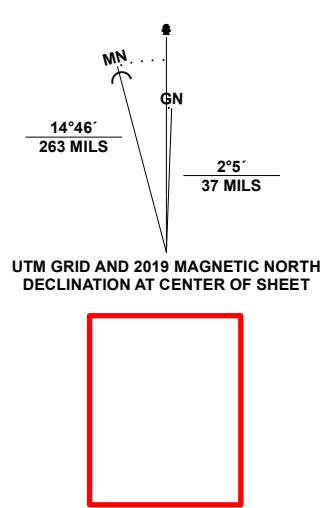 MN
GN
14°46´
263 MILS
2°5´
37 MILS
UTM GRID AND 2019 MAGNETIC NORTH
DECLINATION AT CENTER OF SHEET